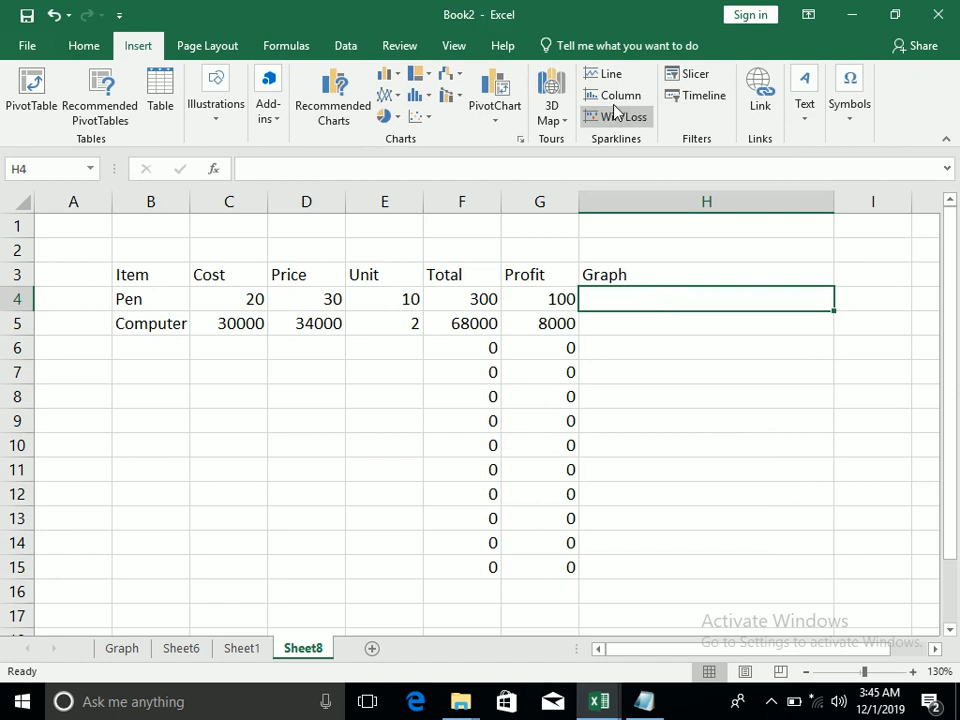 Book2 - Excel
Sign in
File Home Insert Page Layout Formulas Data Review View Help Tell me what you want to do Share
PivotTable Recommended PivotTables Table Illustrations Add-ins Recommended Charts PivotChart 3D Map Line Column Win/Loss Slicer Timeline Link Text Symbols
Tables Charts Tours Sparklines Filters Links
H4 fx
A B C D E F G H I
1
2
3 Item Cost Price Unit Total Profit Graph
4 Pen 20 30 10 300 100
5 Computer 30000 34000 2 68000 8000
6 0 0
7 0 0
8 0 0
9 0 0
10 0 0
11 0 0
12 0 0
13 0 0
14 0 0
15 0 0
16
17
Activate Windows
Go to Settings to activate Windows.
Graph Sheet6 Sheet1 Sheet8
Ready 130%
Ask me anything
3:45 AM
12/1/2019
2